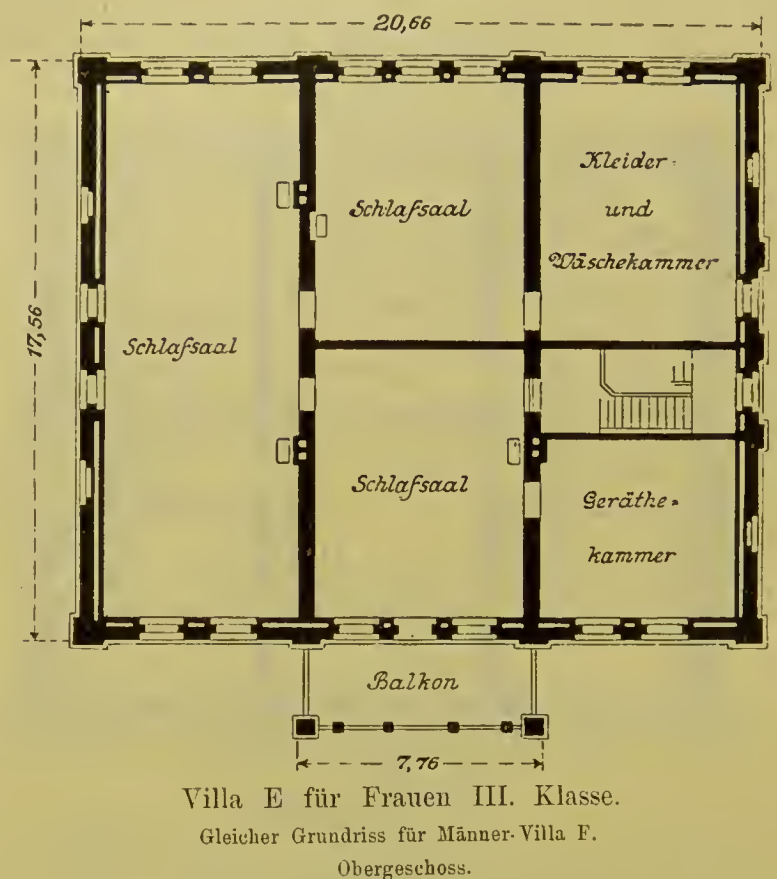 20,66
17,56
Schlafsaal
Schlafsaal
Kleider-
und
Wäschekammer
Schlafsaal
Geräthe-
kammer
Balkon
7,76
Villa E für Frauen III. Klasse.
Gleicher Grundriss für Männer-Villa F.
Obergeschoss.